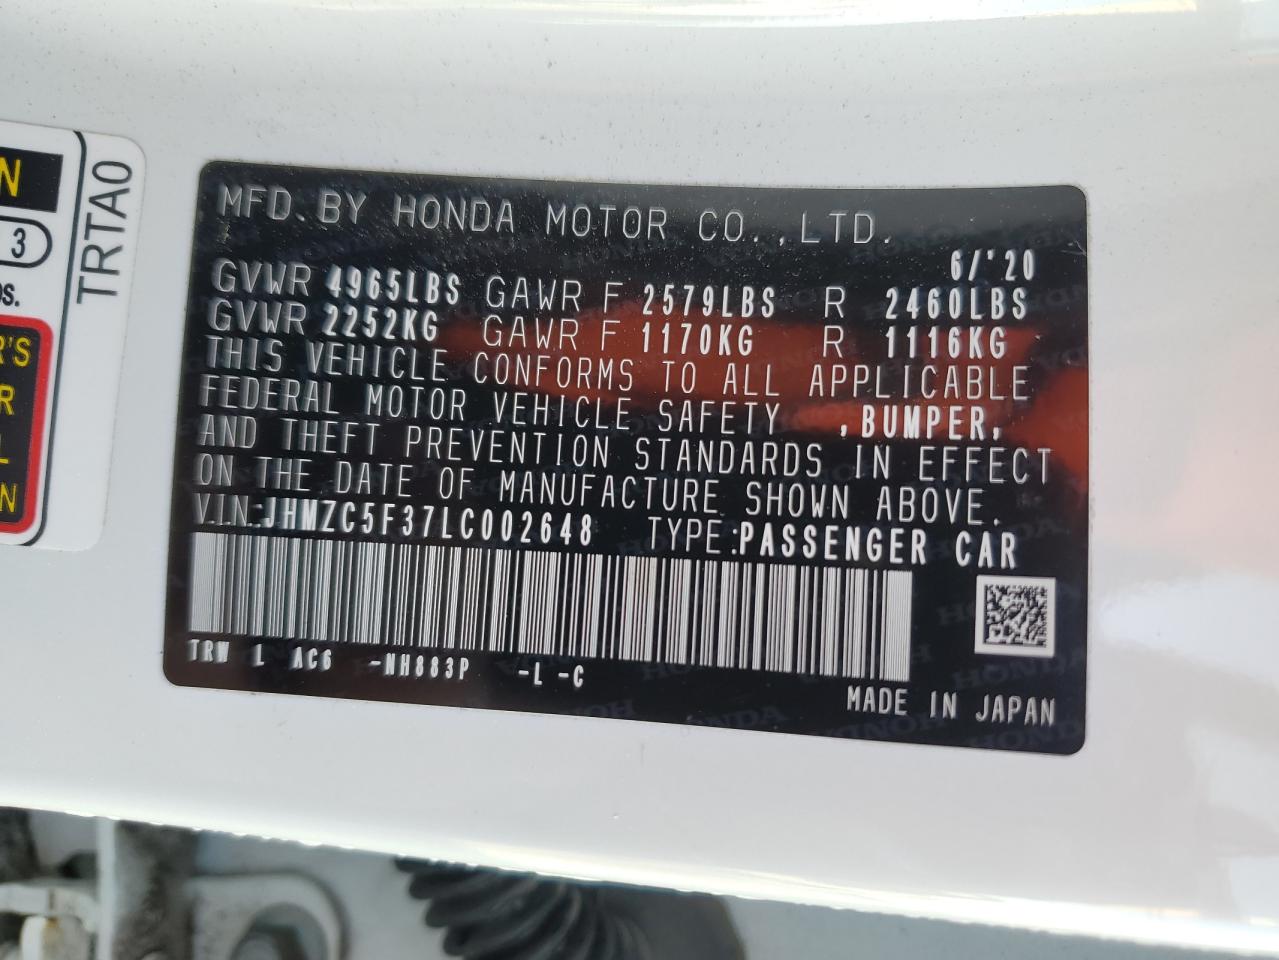 MFD. BY HONDA MOTOR CO.,LTD.
6/'20
GVWR 4965LBS GAWR F 2579LBS R 2460LBS
GVWR 2252KG GAWR F 1170KG R 1116KG
THIS VEHICLE CONFORMS TO ALL APPLICABLE
FEDERAL MOTOR VEHICLE SAFETY ,BUMPER,
AND THEFT PREVENTION STANDARDS IN EFFECT
ON THE DATE OF MANUFACTURE SHOWN ABOVE.
V.I.N:JHMZC5F37LC002648 TYPE:PASSENGER CAR
TRW L AC6 -NH883P -L -C
MADE IN JAPAN
TRTA0
N
3
R'S
R
L
N